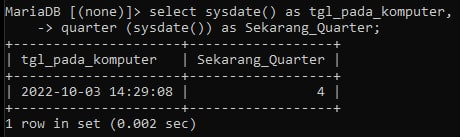 MariaDB [(none)]> select sysdate() as tgl_pada_komputer,
    -> quarter (sysdate()) as Sekarang_Quarter;
+---------------------+------------------+
| tgl_pada_komputer   | Sekarang_Quarter |
+---------------------+------------------+
| 2022-10-03 14:29:08 |                4 |
+---------------------+------------------+
1 row in set (0.002 sec)